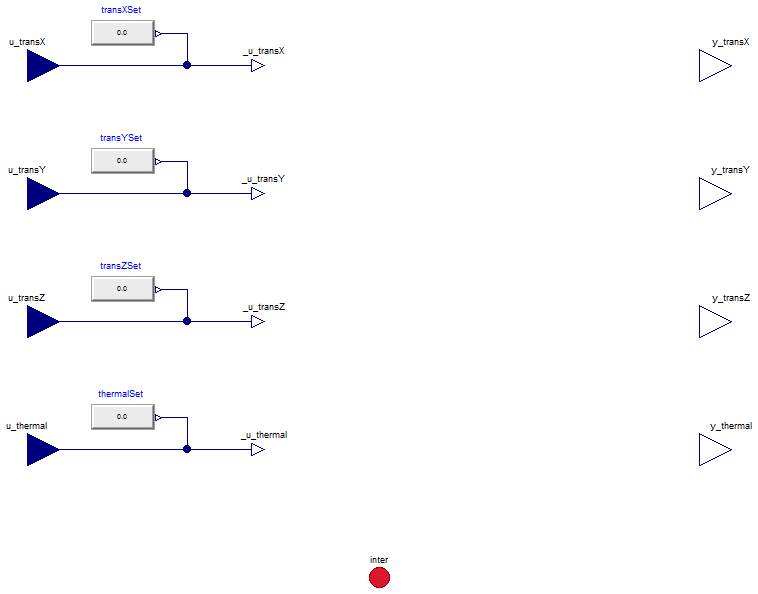 transXSet
0.0
u_transX
_u_transX
y_transX
transYSet
0.0
u_transY
_u_transY
y_transY
transZSet
0.0
u_transZ
_u_transZ
y_transZ
thermalSet
0.0
u_thermal
_u_thermal
y_thermal
inter